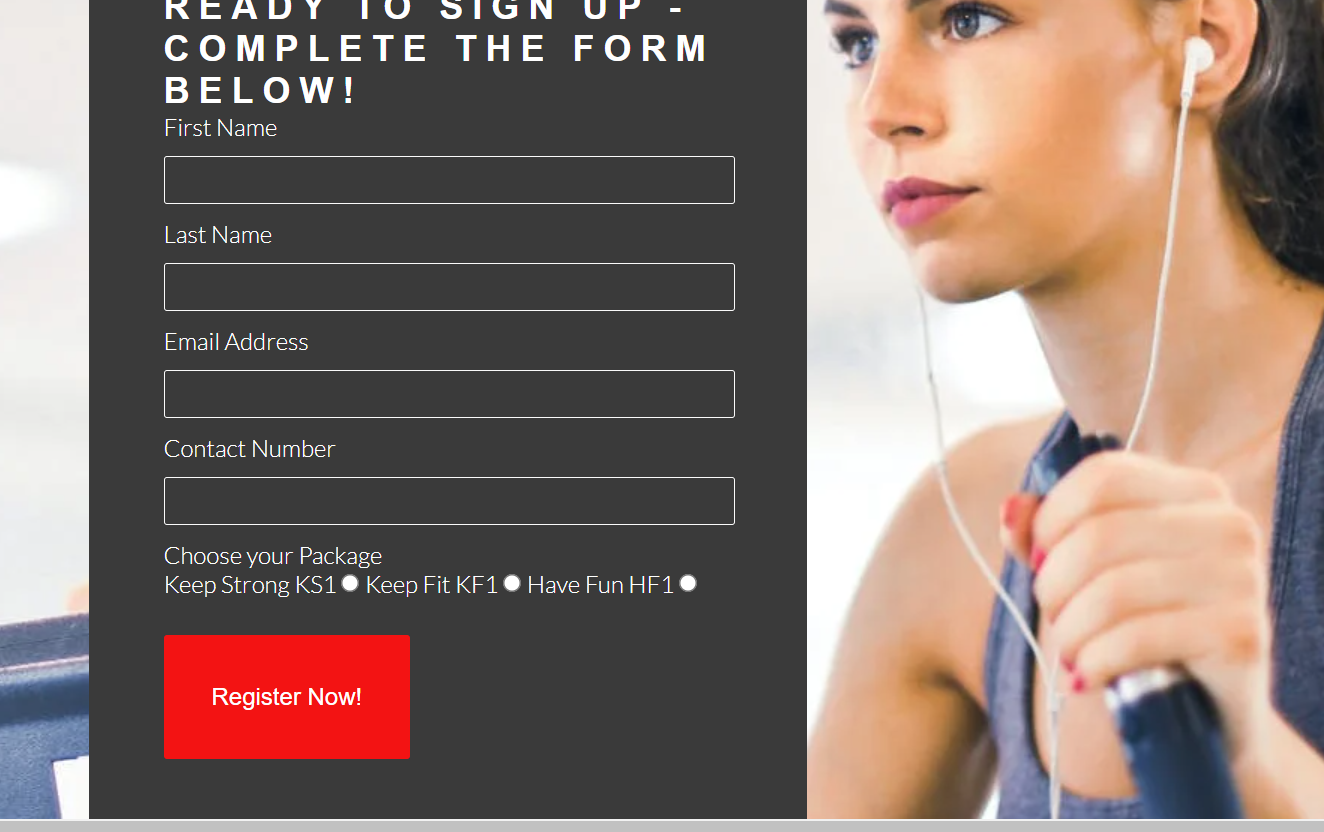 READY TO SIGN UP -
COMPLETE THE FORM
BELOW!
First Name
Last Name
Email Address
Contact Number
Choose your Package
Keep Strong KS1 Keep Fit KF1 Have Fun HF1
Register Now!